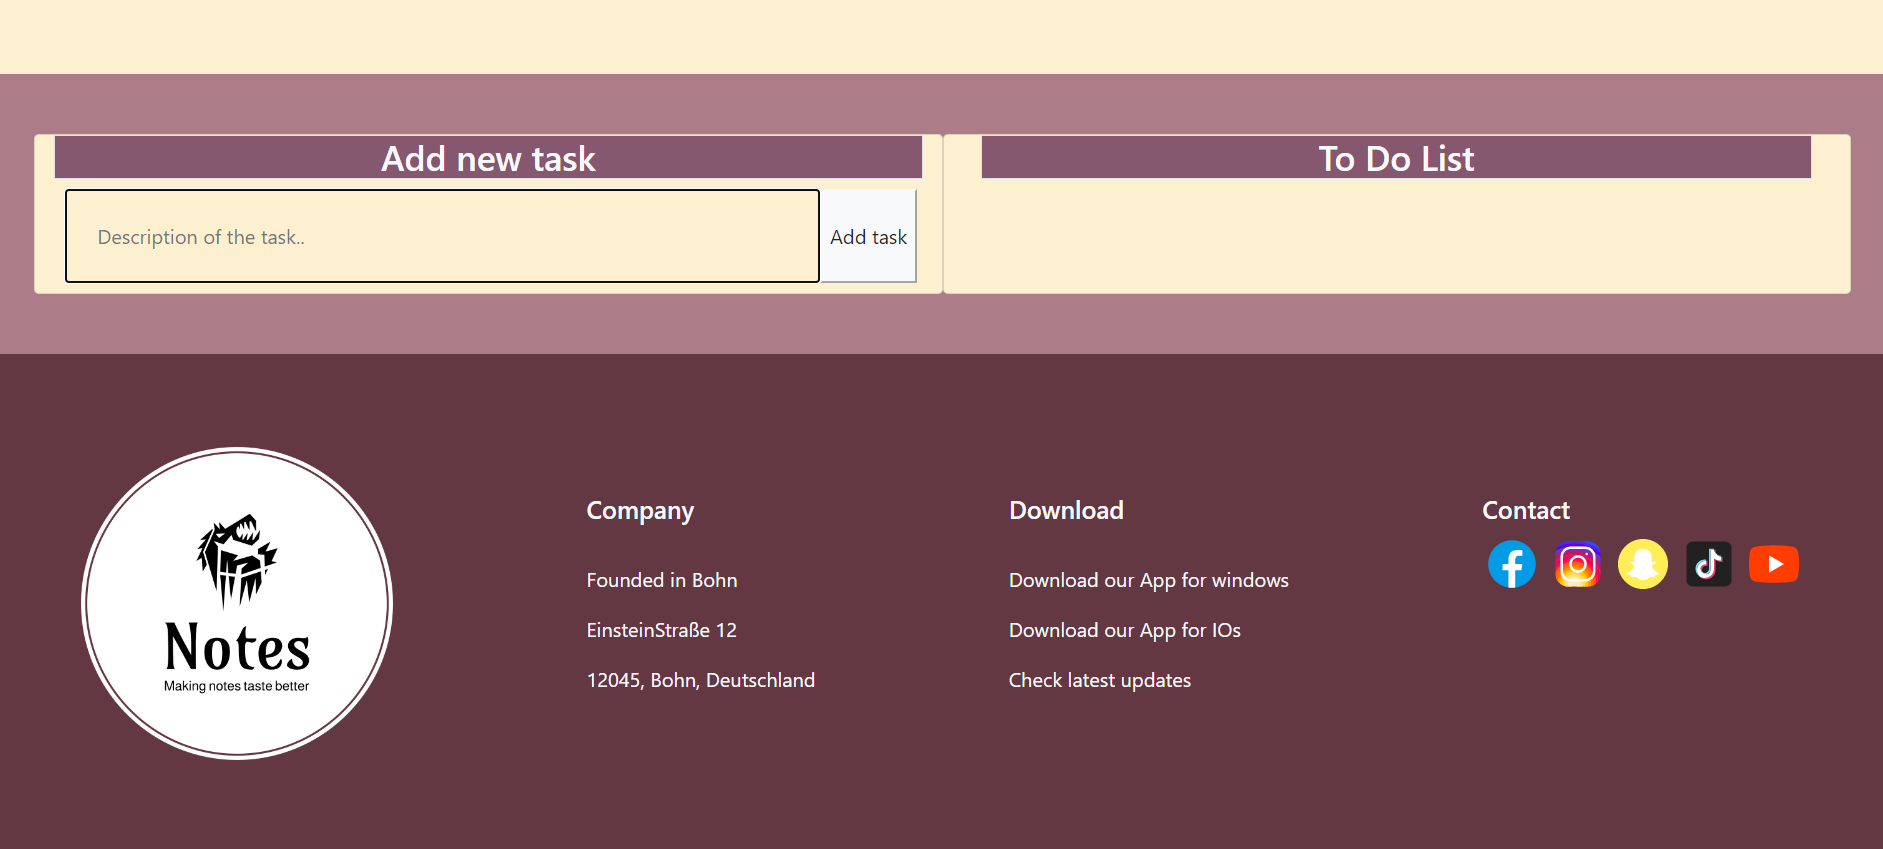 Add new task
To Do List
Description of the task..
Add task
Notes
Making notes taste better
Company
Founded in Bohn
EinsteinStraße 12
12045, Bohn, Deutschland
Download
Download our App for windows
Download our App for IOs
Check latest updates
Contact